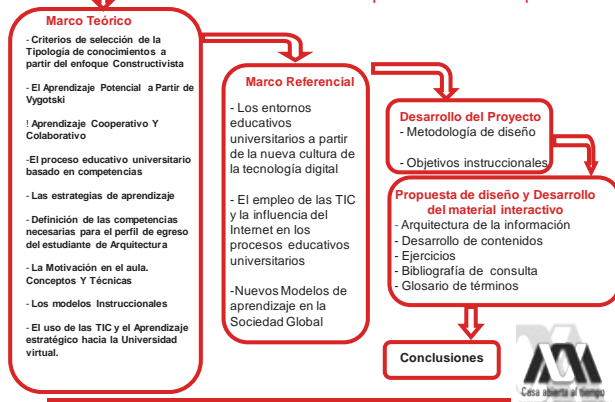 Marco Teórico
- Criterios de selección de la
Tipología de conocimientos a
partir del enfoque Constructivista
- El Aprendizaje Potencial a Partir de
Vygotski
! Aprendizaje Cooperativo Y
Colaborativo
-El proceso educativo universitario
basado en competencias
- Las estrategias de aprendizaje
- Definición de las competencias
necesarias para el perfil de egreso
del estudiante de Arquitectura
- La Motivación en el aula.
Conceptos Y Técnicas
- Los modelos Instruccionales
- El uso de las TIC y el Aprendizaje
estratégico hacia la Universidad
virtual.
Marco Referencial
- Los entornos
educativos
universitarios a partir
de la nueva cultura de
la tecnología digital
- El empleo de las TIC
y la influencia del
Internet en los
procesos educativos
universitarios
-Nuevos Modelos de
aprendizaje en la
Sociedad Global
Desarrollo del Proyecto
- Metodología de diseño
- Objetivos instruccionales
Propuesta de diseño y Desarrollo
del material interactivo
- Arquitectura de la información
- Desarrollo de contenidos
- Ejercicios
- Bibliografía de consulta
- Glosario de términos
Conclusiones
Casa abierta al tiempo